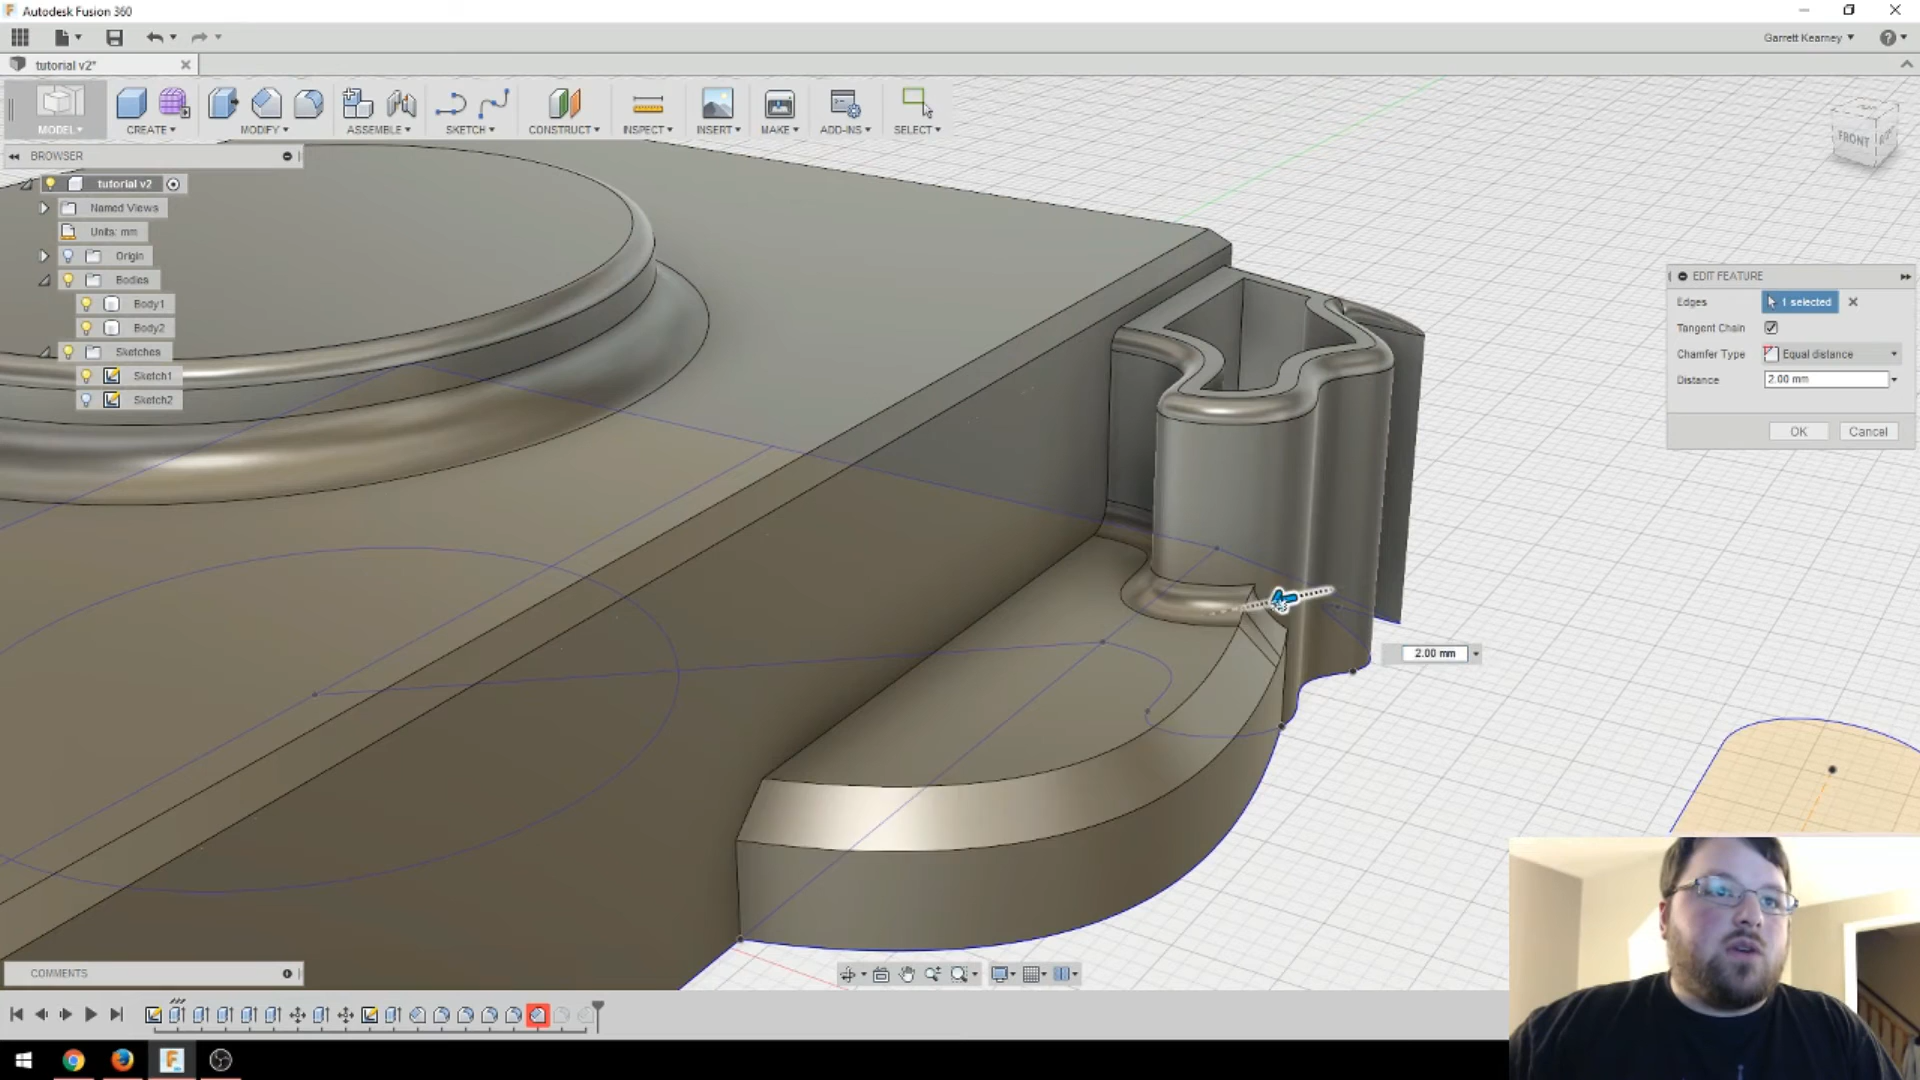 Autodesk Fusion 360
Garrett Kearney
tutorial v2*
MODEL CREATE MODIFY ASSEMBLE SKETCH CONSTRUCT INSPECT INSERT MAKE ADD-INS SELECT
BROWSER
tutorial v2
Named Views
Units: mm
Origin
Bodies
Body1
Body2
Sketches
Sketch1
Sketch2
FRONT
EDIT FEATURE
Edges 1 selected
Tangent Chain
Chamfer Type Equal distance
Distance 2.00 mm
OK Cancel
2.00 mm
COMMENTS